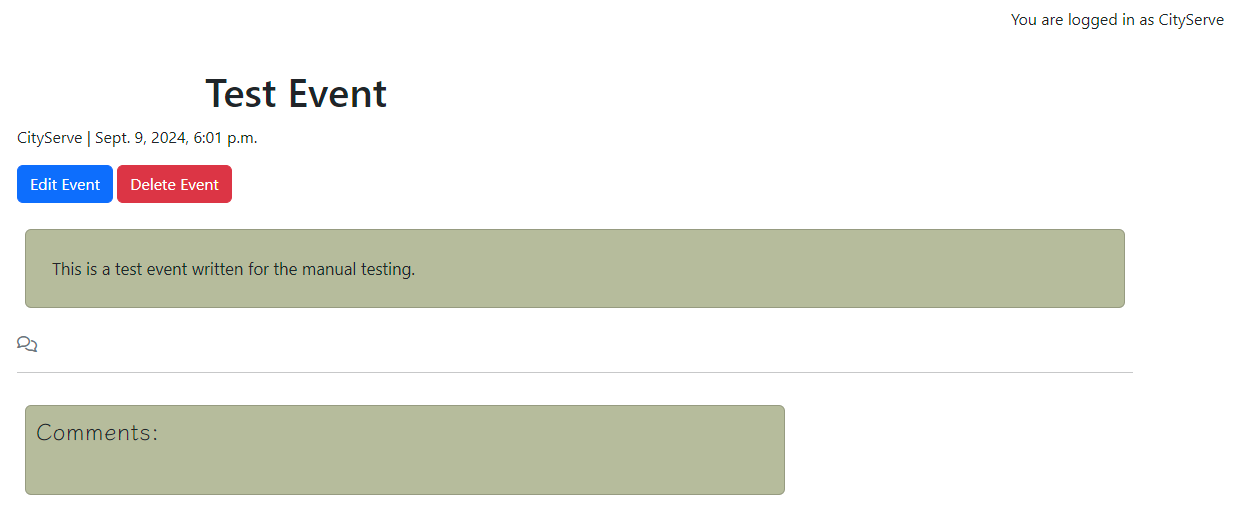 You are logged in as CityServe
Test Event
CityServe | Sept. 9, 2024, 6:01 p.m.
Edit Event Delete Event
This is a test event written for the manual testing.
Comments: